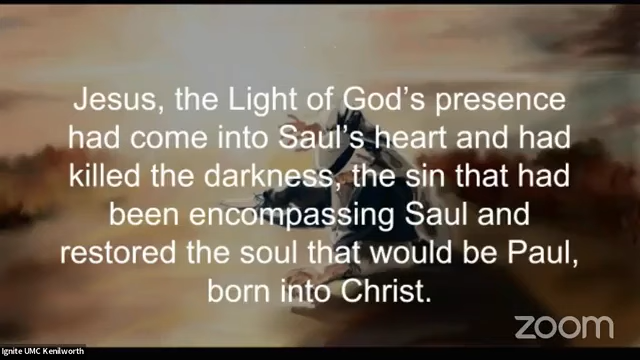 Jesus, the Light of God's presence
had come into Saul's heart and had
killed the darkness, the sin that had
been encompassing Saul and
restored the soul that would be Paul,
born into Christ.
zoom
Ignite UMC Kenilworth